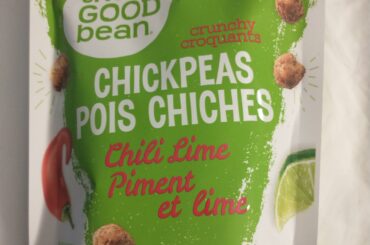 GOOD
bean
crunchy
croquants
CHICKPEAS
POIS CHICHES
Chili Lime
Piment
et lime